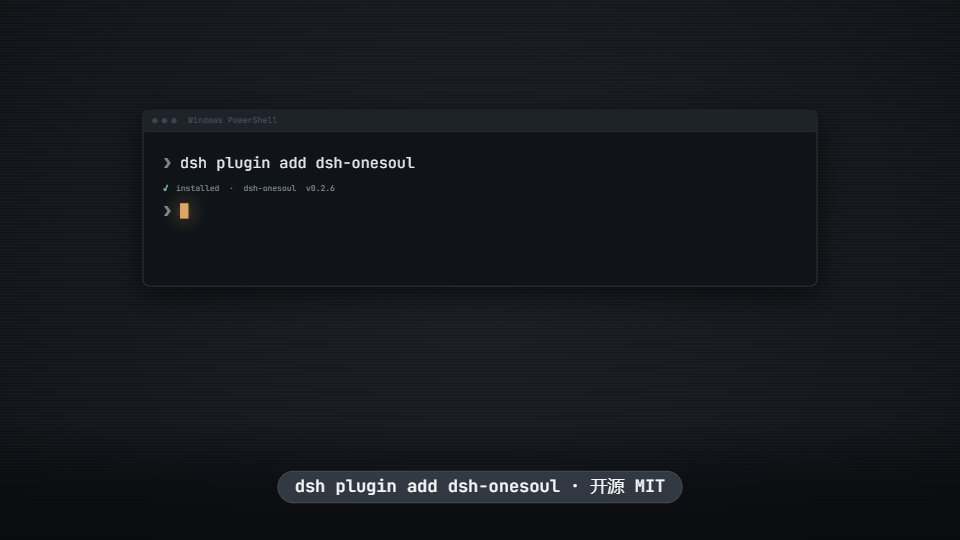 Windows PowerShell
❯ dsh plugin add dsh-onesoul
✓ installed · dsh-onesoul v0.2.6
❯
dsh plugin add dsh-onesoul · 开源 MIT